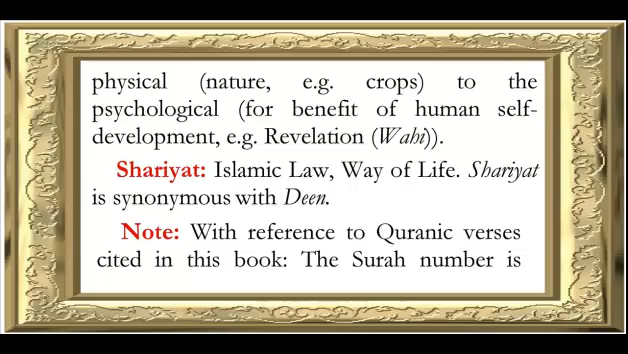 physical (nature, e.g. crops) to the
psychological (for benefit of human self-
development, e.g. Revelation (Wahi)).
Shariyat: Islamic Law, Way of Life. Shariyat
is synonymous with Deen.
Note: With reference to Quranic verses
cited in this book: The Surah number is